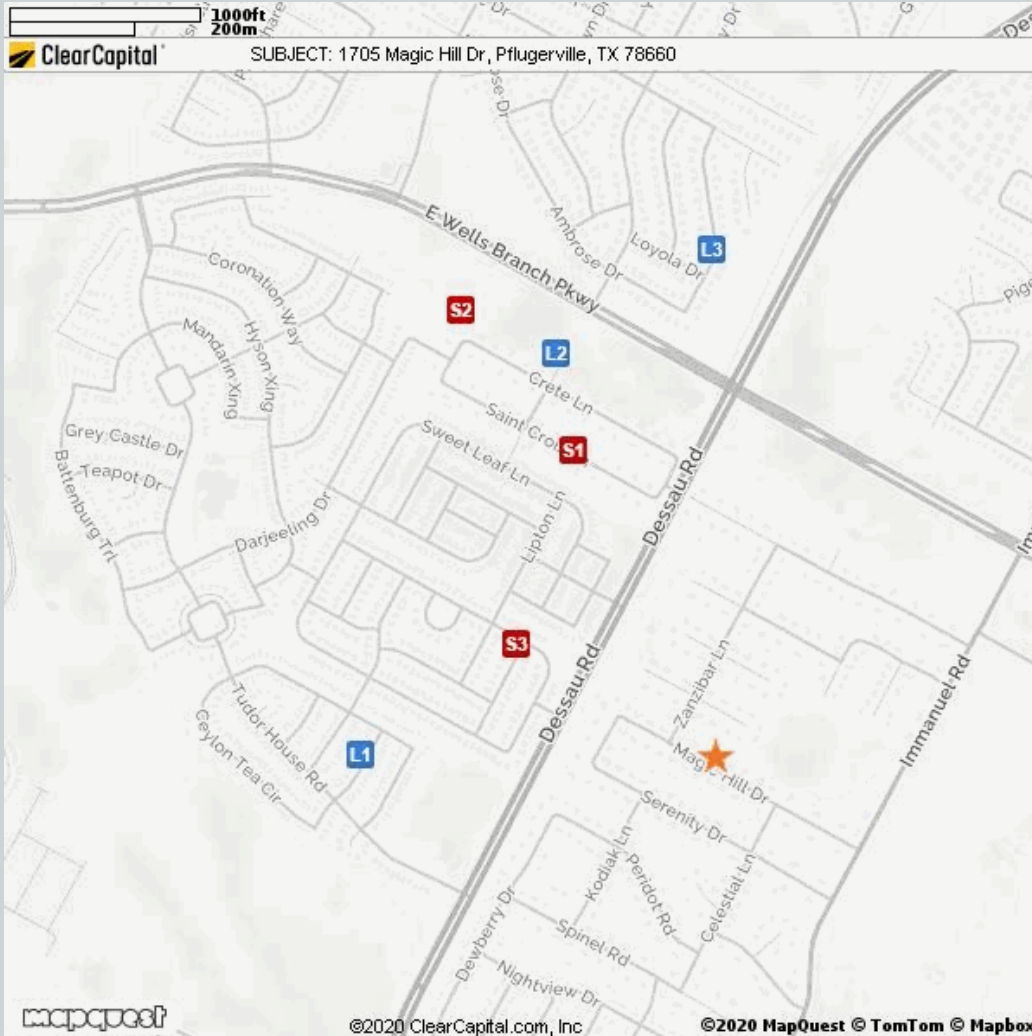 1000ft
200m
ClearCapital
SUBJECT: 1705 Magic Hill Dr, Pflugerville, TX 78660
E Wells Branch Pkwy
Ambrose Dr
Loyola Dr
L3
S2
L2
Coronation Way
Mandarin Xing
Hyson Xing
Crete Ln
S1
Sweet Leaf Ln
Grey Castle Dr
Teapot Dr
Battenburg Trl
Darjeeling Dr
Lipton Ln
Dessau Rd
S3
Dessau Rd
Zanzibar Ln
Immanuel Rd
Tudor House Rd
Ceylon Tea Cir
L1
Magic Hill Dr
Serenity Dr
Kodiak Ln
Peridot Rd
Celestial Ln
Dewberry Dr
Spinel Rd
Nightview Dr
mapquest
©2020 ClearCapital.com, Inc
©2020 MapQuest © TomTom © Mapbox